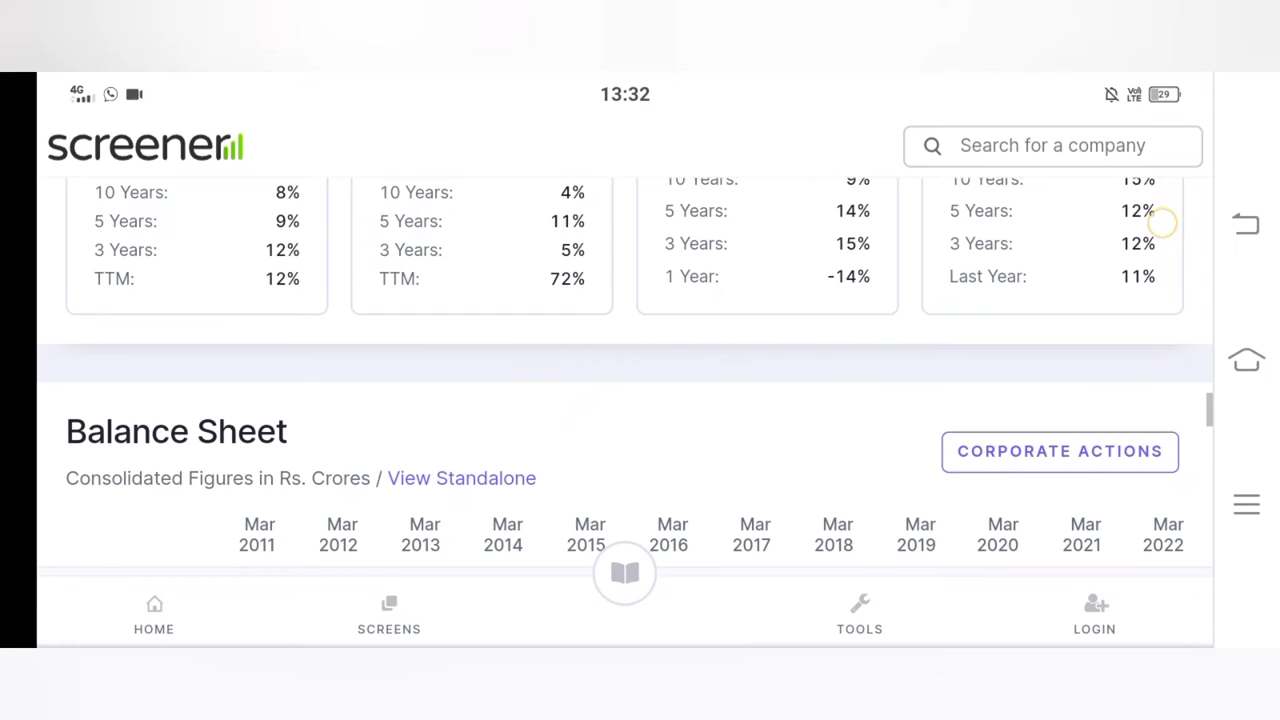 4G 13:32 VoI) LTE 29
screener Search for a company
10 Years: 8% 10 Years: 4% 10 Years: 9% 10 Years: 15%
5 Years: 9% 5 Years: 11% 5 Years: 14% 5 Years: 12%
3 Years: 12% 3 Years: 5% 3 Years: 15% 3 Years: 12%
TTM: 12% TTM: 72% 1 Year: -14% Last Year: 11%
Balance Sheet
CORPORATE ACTIONS
Consolidated Figures in Rs. Crores / View Standalone
Mar Mar Mar Mar Mar Mar Mar Mar Mar Mar Mar Mar
2011 2012 2013 2014 2015 2016 2017 2018 2019 2020 2021 2022
HOME SCREENS TOOLS LOGIN